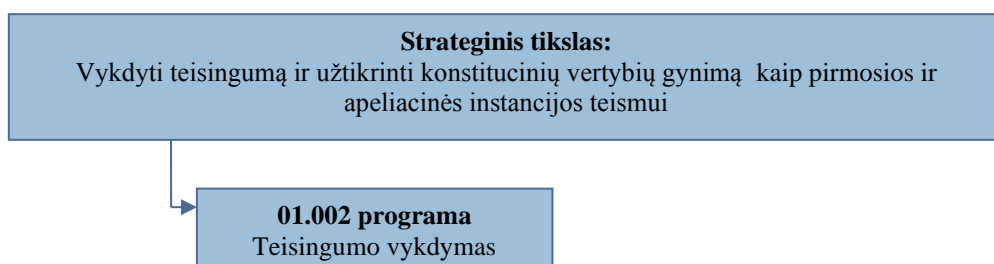 Strateginis tikslas:
Vykdyti teisingumą ir užtikrinti konstitucinių vertybių gynimą  kaip pirmosios ir
apeliacinės instancijos teismui
01.002 programa
Teisingumo vykdymas